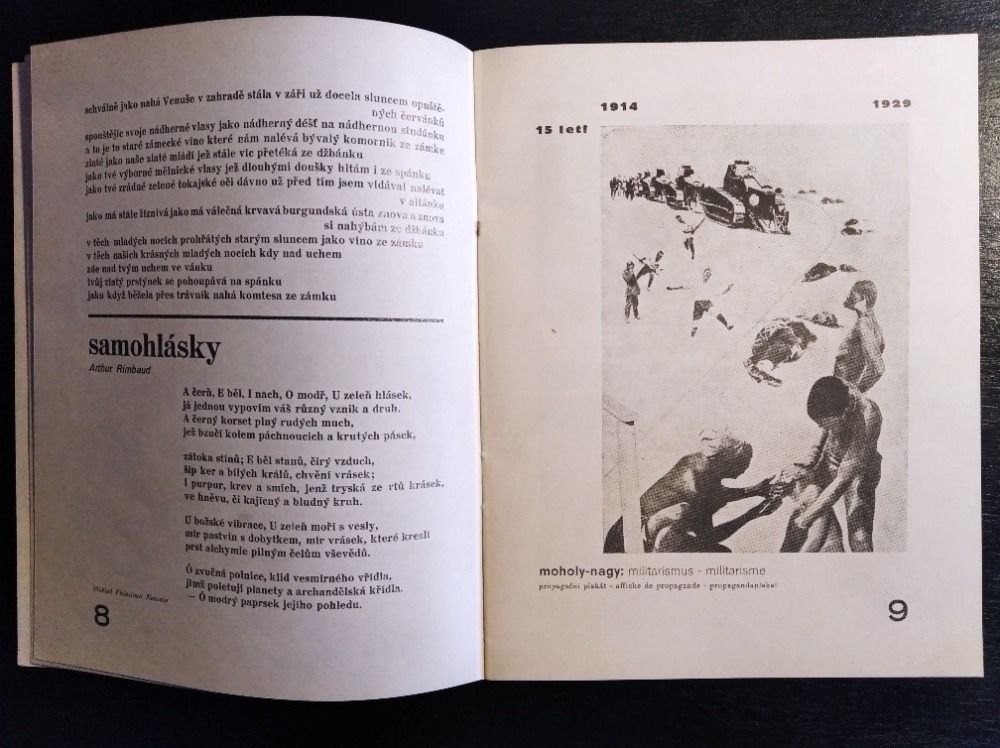 schválně jako nahá Venuše v zahradě stála v záři už docela sluncem opuště-
ných červánků
spouštějíc svoje nádherné vlasy jako nádherný déšť na nádhernou studánku
a to je to staré zámecké víno které nám nalévá bývalý komorník ze zámku
zlaté jako naše zlaté mládí jež stále víc přetéká ze džbánku
jako tvé výborné mělnické vlasy jež dlouhými doušky hltám i ze spánku
jako tvé zrádné zelené tokajské oči dávno už před tím jsem vídával nalévat
v altánku
jako má stále žíznivá jako má válečná krvavá burgundská ústa znova a znova
si nahýbám ze džbánku
v těch mladých nocích prohřátých starým sluncem jako víno ze zámku
v těch našich krásných mladých nocích kdy nad uchem
zde nad tvým uchem ve vánku
tvůj zlatý prstýnek se pohoupává na spánku
jako když běžela přes trávník nahá komtesa ze zámku
samohlásky
Arthur Rimbaud
A čerň, E běl, I nach, O modř, U zeleň hlásek,
já jednou vypovím váš různý vznik a druh.
A černý korset plný rudých much,
jež bzučí kolem páchnoucích a krutých pásek,
zátoka stínů; E běl stanů, čirý vzduch,
šíp ker a bílých králů, chvění vrásek;
I purpur, krev a smích, jenž tryská ze rtů krásek,
ve hněvu, či kajicný a bludný kruh.
U božské vibrace, U zeleň moří s vesly,
mír pastvin s dobytkem, mír vrásek, které kreslí
prst alchymie pilným čelům vševědů.
Ó zvučná polnice, klid vesmírného vřídla,
jímž poletují planety a archandělská křídla.
— Ó modrý paprsek jejího pohledu.
Překlad Vítězslava Nezvala
8
1914 1929
15 let!
moholy-nagy: militarismus - militarisme
propagační plakát - affiche de propagande - propagandaplakat
9